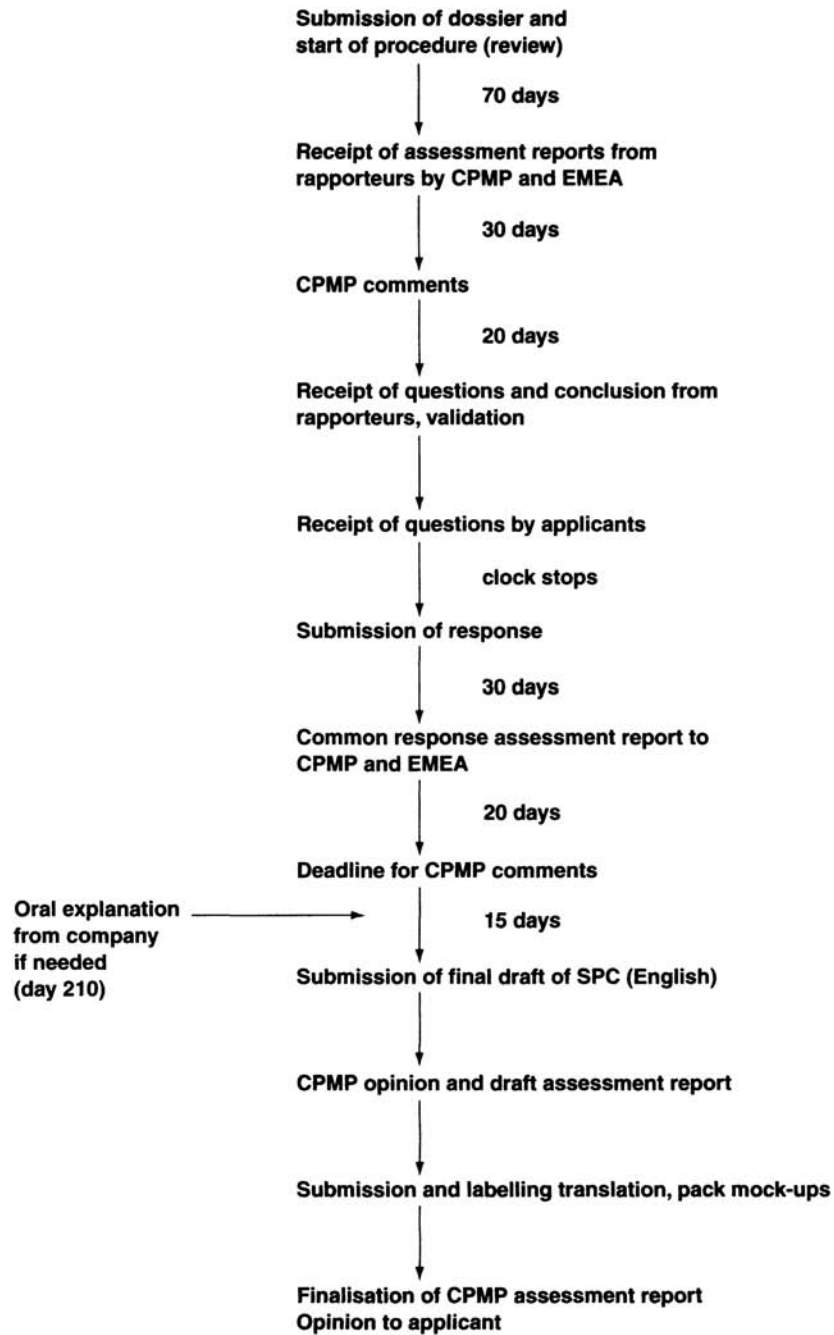 Submission of dossier and
start of procedure (review)
70 days
Receipt of assessment reports from
rapporteurs by CPMP and EMEA
30 days
CPMP comments
20 days
Receipt of questions and conclusion from
rapporteurs, validation
Receipt of questions by applicants
clock stops
Submission of response
30 days
Common response assessment report to
CPMP and EMEA
20 days
Deadline for CPMP comments
Oral explanation
from company
if needed
(day 210)
15 days
Submission of final draft of SPC (English)
CPMP opinion and draft assessment report
Submission and labelling translation, pack mock-ups
Finalisation of CPMP assessment report
Opinion to applicant